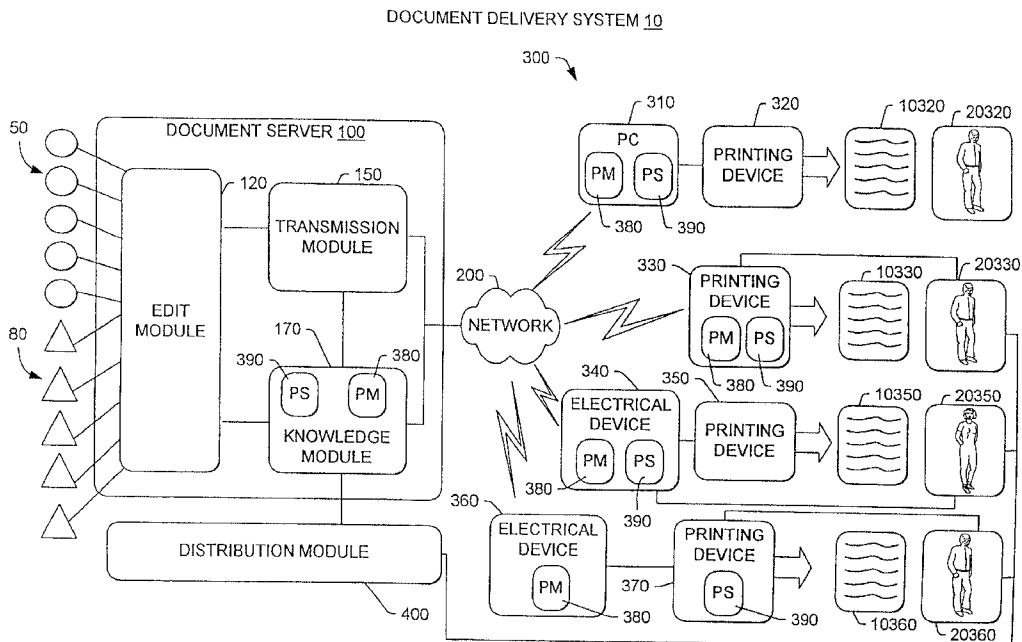 DOCUMENT DELIVERY SYSTEM 10
300
310
320
10320
20320
50
DOCUMENT SERVER 100
120
150
PC
PM
PS
380
390
PRINTING
DEVICE
TRANSMISSION
MODULE
200
NETWORK
330
PRINTING
DEVICE
PM
PS
380
390
10330
20330
EDIT
MODULE
80
170
390
380
PS
PM
KNOWLEDGE
MODULE
340
ELECTRICAL
DEVICE
PM
PS
380
390
350
PRINTING
DEVICE
10350
20350
360
ELECTRICAL
DEVICE
PM
380
PRINTING
DEVICE
370
PS
390
10360
20360
DISTRIBUTION MODULE
400